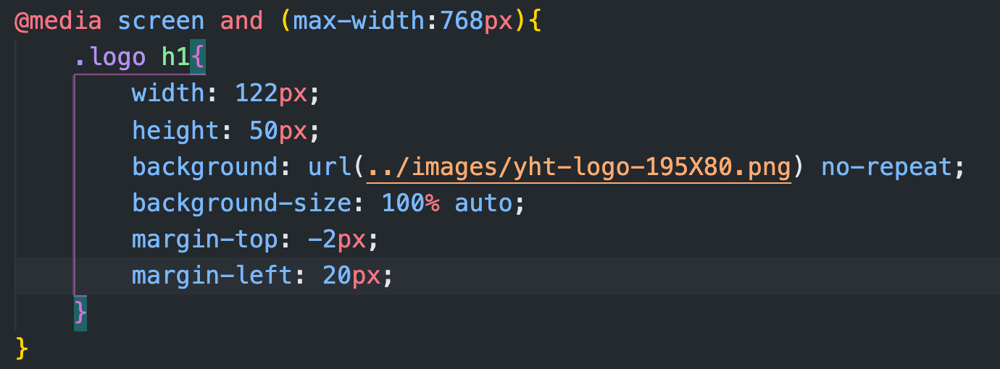 @media screen and (max-width:768px){
.logo h1{
width: 122px;
height: 50px;
background: url(../images/yht-logo-195X80.png) no-repeat;
background-size: 100% auto;
margin-top: -2px;
margin-left: 20px;
}
}